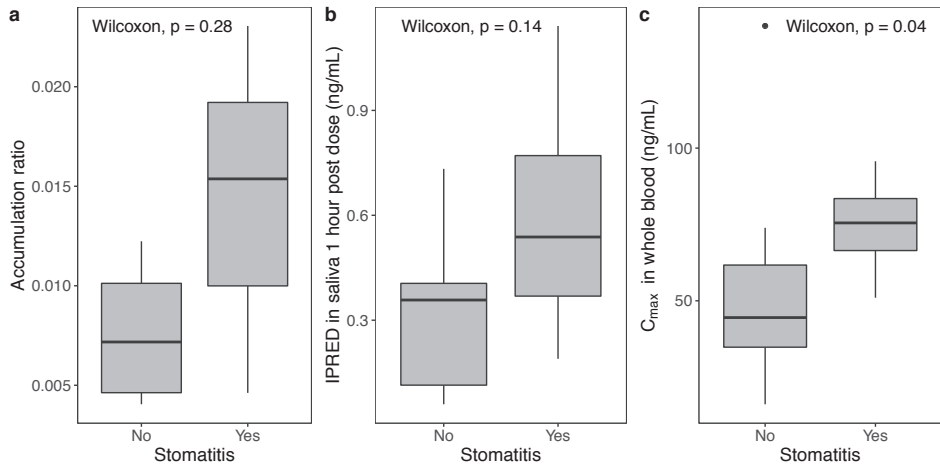 a
Wilcoxon, p = 0.28
Accumulation ratio
0.020
0.015
0.010
0.005
No Yes
Stomatitis
b
Wilcoxon, p = 0.14
IPRED in saliva 1 hour post dose (ng/mL)
0.9
0.6
0.3
No Yes
Stomatitis
c
Wilcoxon, p = 0.04
Cmax in whole blood (ng/mL)
100
50
No Yes
Stomatitis